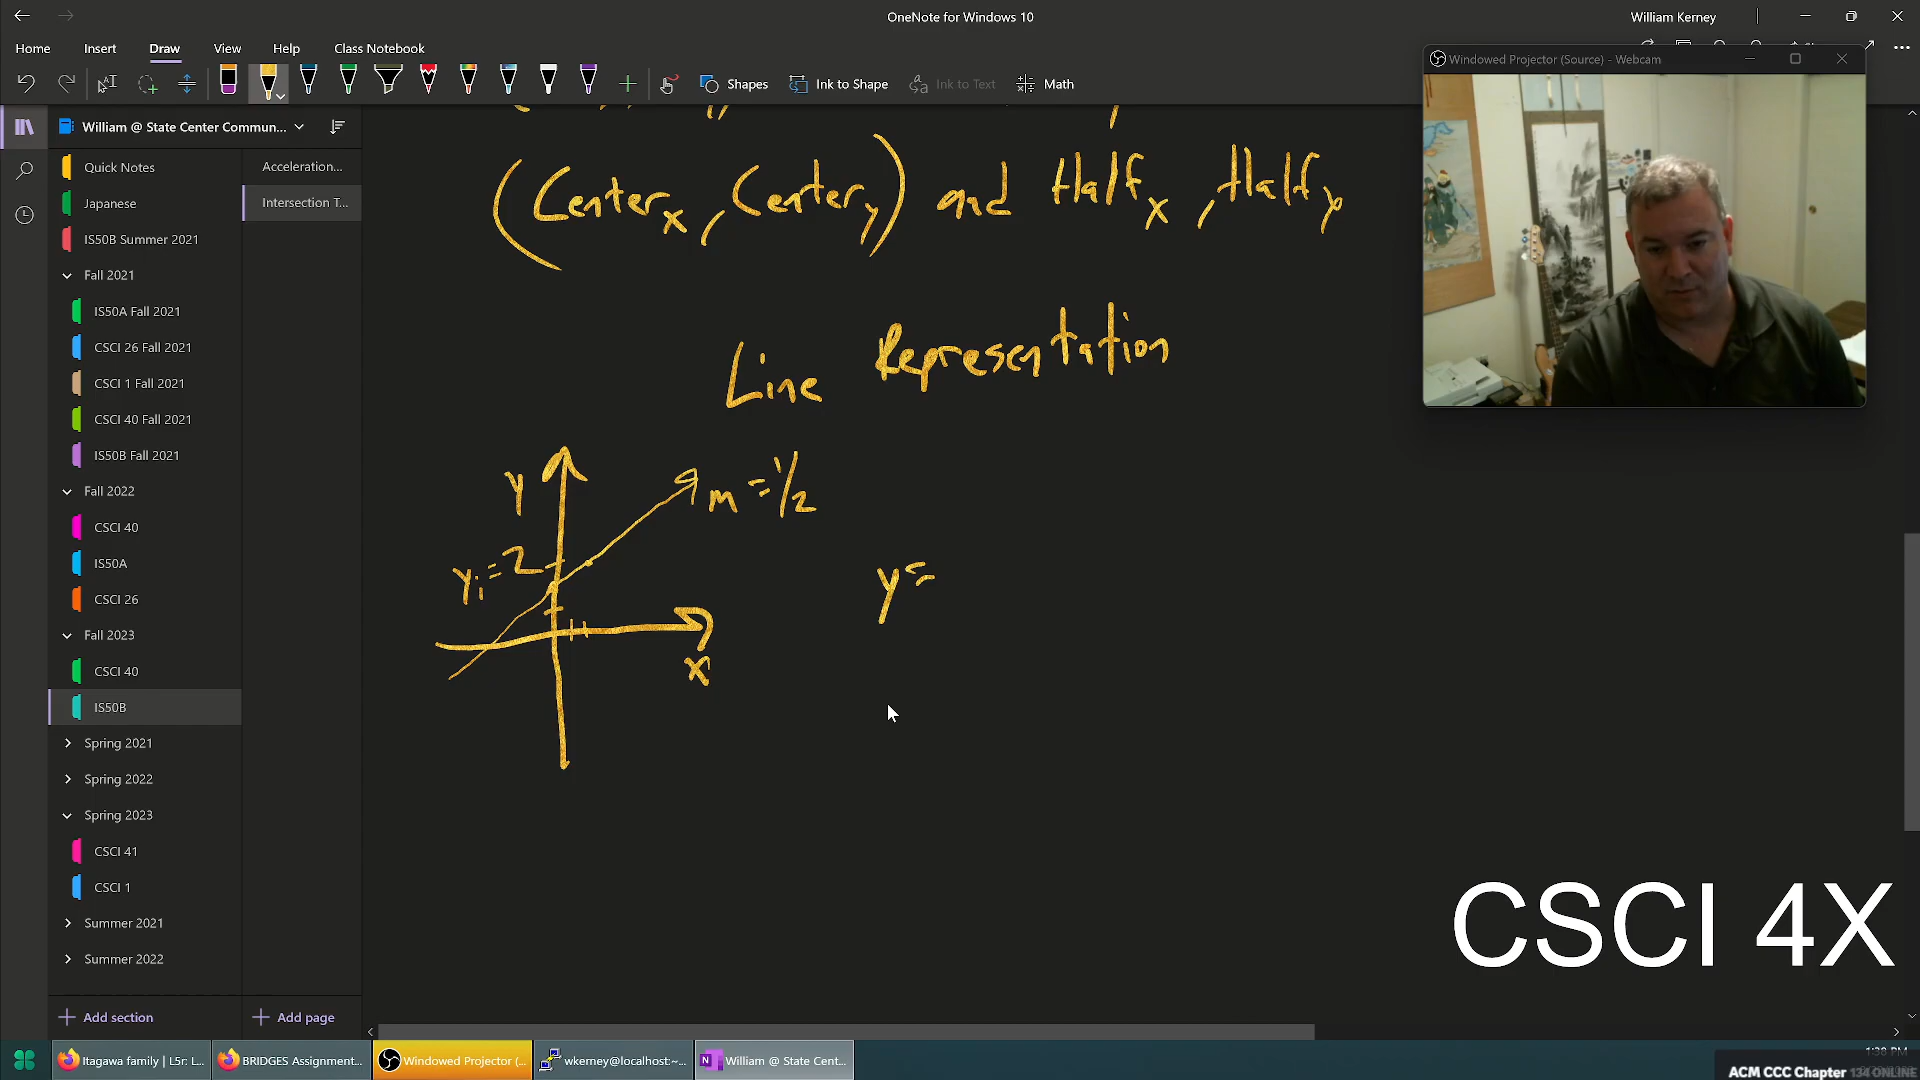 OneNote for Windows 10
William Kerney
Home Insert Draw View Help Class Notebook
Shapes
Ink to Shape
Ink to Text
Math
Windowed Projector (Source) - Webcam
William @ State Center Commun...
Quick Notes
Japanese
IS50B Summer 2021
Fall 2021
IS50A Fall 2021
CSCI 26 Fall 2021
CSCI 1 Fall 2021
CSCI 40 Fall 2021
IS50B Fall 2021
Fall 2022
CSCI 40
IS50A
CSCI 26
Fall 2023
CSCI 40
IS50B
Spring 2021
Spring 2022
Spring 2023
CSCI 41
CSCI 1
Summer 2021
Summer 2022
Add section
Acceleration...
Intersection T...
Add page
(Centerx, Centery) and Halfx, Halfy
Line Representation
y
m = 1/2
yi = 2
x
y=
CSCI 4X
Itagawa family | L5r: L...
BRIDGES Assignment...
Windowed Projector (...
wkerney@localhost:~...
William @ State Cent...
1:38 PM
ACM CCC Chapter 134 ONLINE